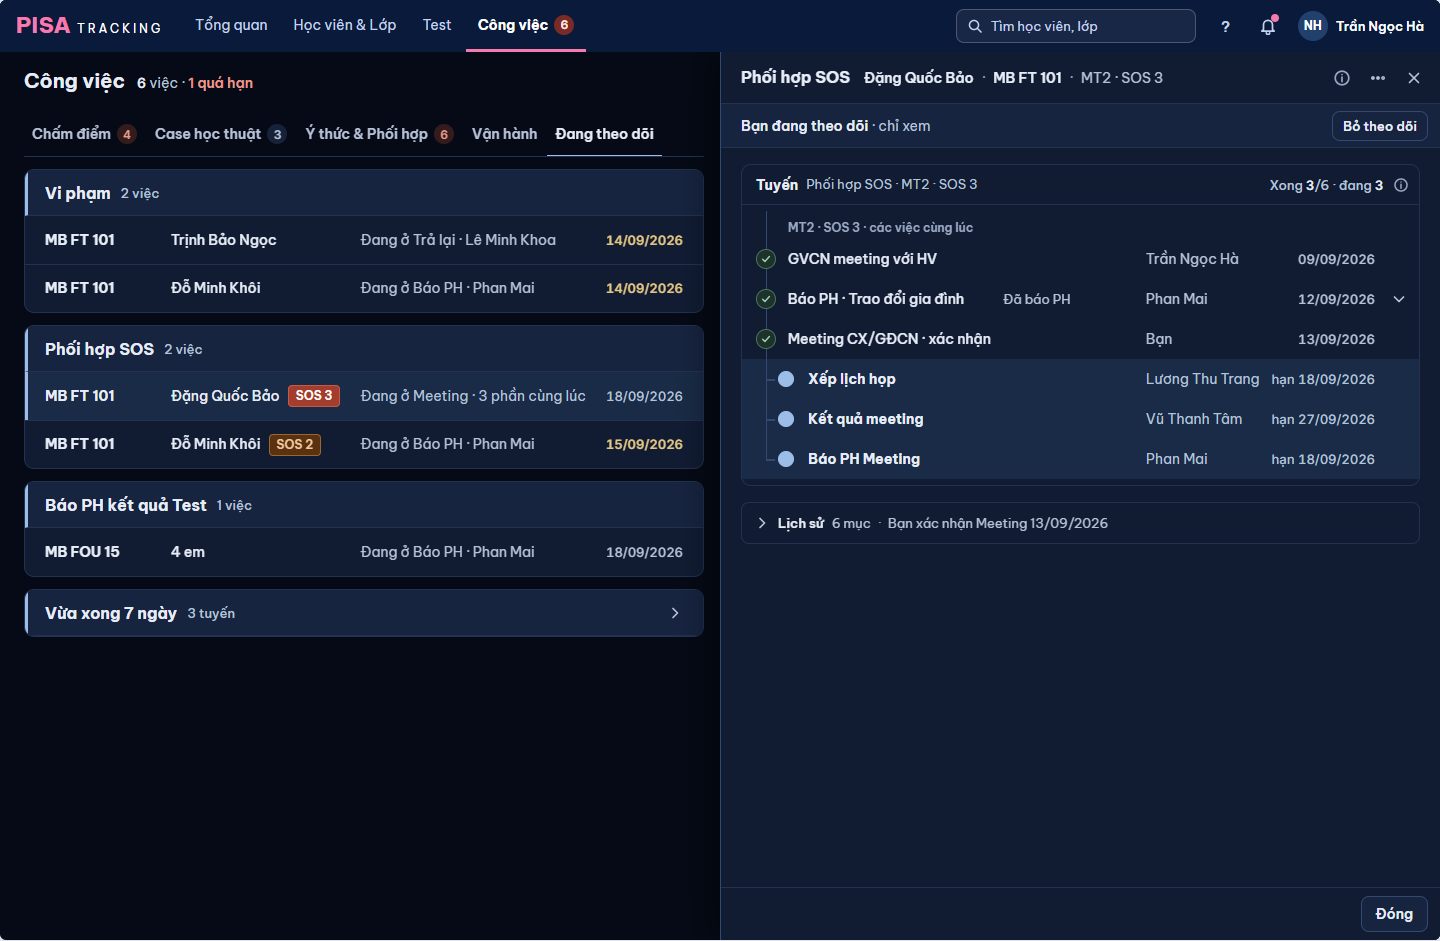 PISA TRACKING Tổng quan Học viên & Lớp Test Công việc 6 Tìm học viên, lớp ? NH Trần Ngọc Hà
Công việc 6 việc · 1 quá hạn
Chấm điểm 4 Case học thuật 3 Ý thức & Phối hợp 6 Vận hành Đang theo dõi
Vi phạm 2 việc
MB FT 101 Trịnh Bảo Ngọc Đang ở Trả lại · Lê Minh Khoa 14/09/2026
MB FT 101 Đỗ Minh Khôi Đang ở Báo PH · Phan Mai 14/09/2026
Phối hợp SOS 2 việc
MB FT 101 Đặng Quốc Bảo SOS 3 Đang ở Meeting · 3 phần cùng lúc 18/09/2026
MB FT 101 Đỗ Minh Khôi SOS 2 Đang ở Báo PH · Phan Mai 15/09/2026
Báo PH kết quả Test 1 việc
MB FOU 15 4 em Đang ở Báo PH · Phan Mai 18/09/2026
Vừa xong 7 ngày 3 tuyến
Phối hợp SOS Đặng Quốc Bảo · MB FT 101 · MT2 · SOS 3
Bạn đang theo dõi · chỉ xem Bỏ theo dõi
Tuyến Phối hợp SOS · MT2 · SOS 3 Xong 3/6 · đang 3
MT2 · SOS 3 · các việc cùng lúc
GVCN meeting với HV Trần Ngọc Hà 09/09/2026
Báo PH · Trao đổi gia đình Đã báo PH Phan Mai 12/09/2026
Meeting CX/GĐCN · xác nhận Bạn 13/09/2026
Xếp lịch họp Lương Thu Trang hạn 18/09/2026
Kết quả meeting Vũ Thanh Tâm hạn 27/09/2026
Báo PH Meeting Phan Mai hạn 18/09/2026
Lịch sử 6 mục · Bạn xác nhận Meeting 13/09/2026
Đóng